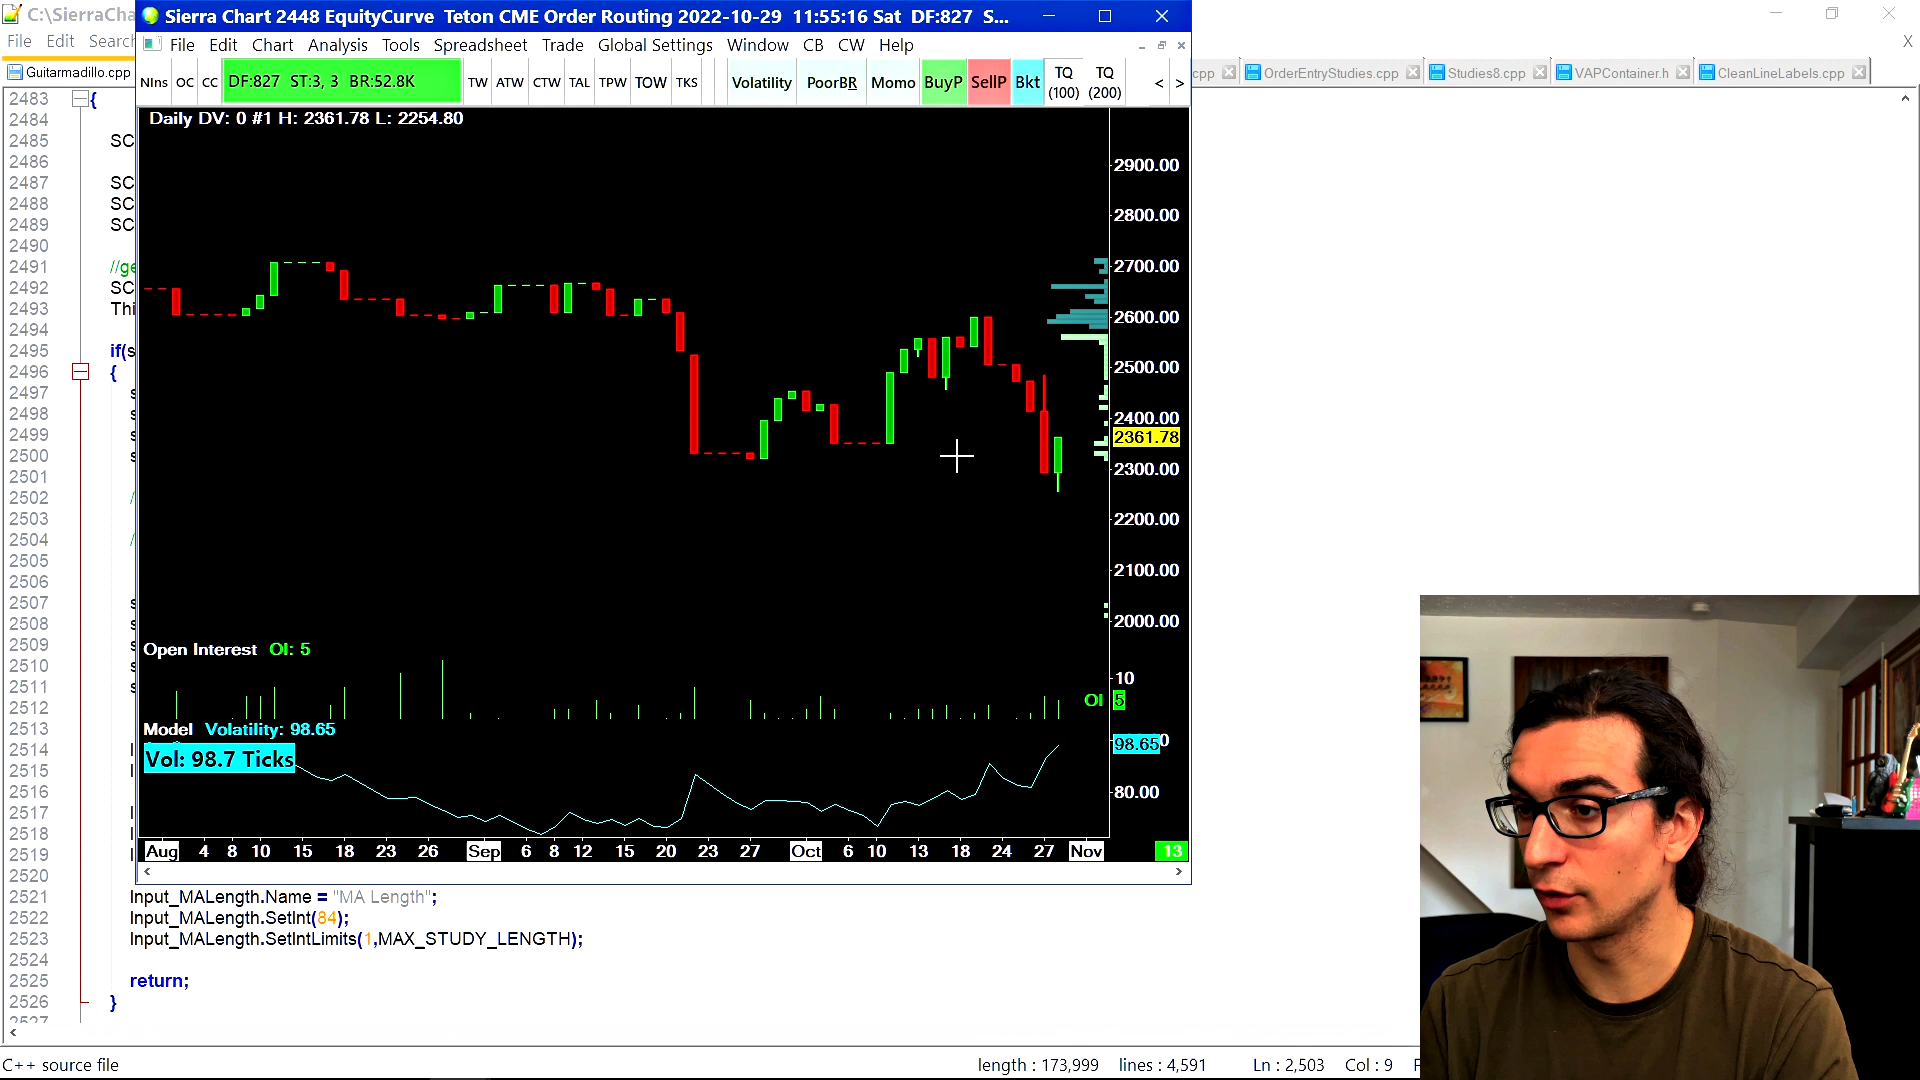 C:\SierraCha
Sierra Chart 2448 EquityCurve Teton CME Order Routing 2022-10-29 11:55:16 Sat DF:827 S...
File Edit Search
File Edit Chart Analysis Tools Spreadsheet Trade Global Settings Window CB CW Help
X
Guitarmadillo.cpp
NIns OC CC DF:827 ST:3, 3 BR:52.8K TW ATW CTW TAL TPW TOW TKS Volatility PoorBR Momo BuyP SellP Bkt TQ (100) TQ (200) < >
cpp OrderEntryStudies.cpp Studies8.cpp VAPContainer.h CleanLineLabels.cpp
Daily DV: 0 #1 H: 2361.78 L: 2254.80
2900.00
2800.00
2700.00
2600.00
2500.00
2400.00
2361.78
2300.00
2200.00
2100.00
2000.00
Open Interest OI: 5
10
OI 5
Model Volatility: 98.65
98.65
Vol: 98.7 Ticks
80.00
Aug 4 8 10 15 18 23 26 Sep 6 8 12 15 20 23 27 Oct 6 10 13 18 24 27 Nov 13
2483 {
2484
2485 SC
2486
2487 SC
2488 SC
2489 SC
2490
2491 //ge
2492 SC
2493 Thi
2494
2495 if(s
2496 {
2497 s
2498 s
2499 s
2500 s
2501
2502 /
2503
2504 /
2505
2506
2507 s
2508 s
2509 s
2510 s
2511 s
2512
2513
2514 I
2515 I
2516
2517 I
2518 I
2519 I
2520
2521 Input_MALength.Name = "MA Length";
2522 Input_MALength.SetInt(84);
2523 Input_MALength.SetIntLimits(1,MAX_STUDY_LENGTH);
2524
2525 return;
2526 }
2527
C++ source file length : 173,999 lines : 4,591 Ln : 2,503 Col : 9